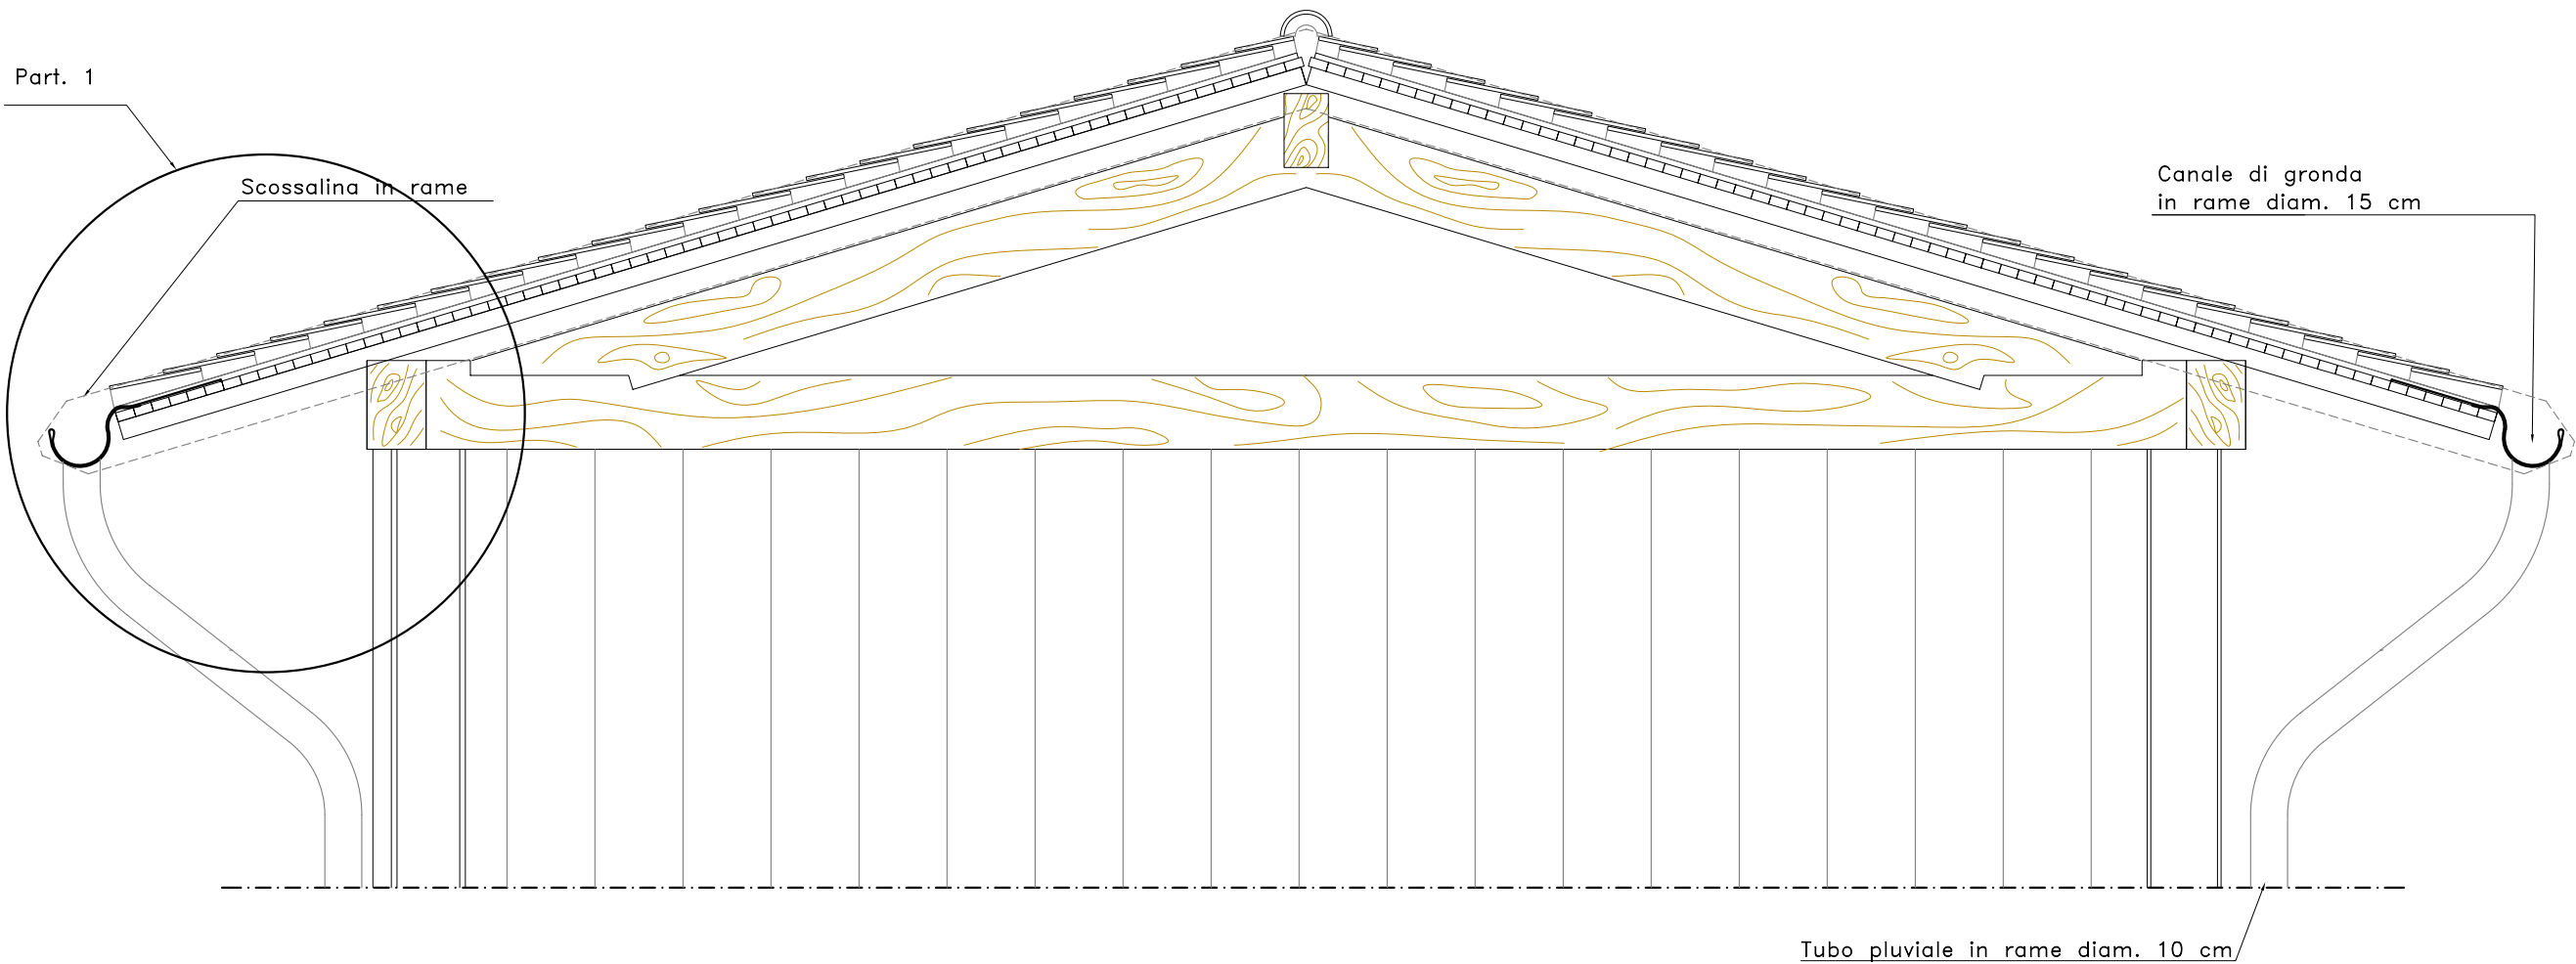 Part. 1
Scossalina in rame
Canale di gronda
in rame diam. 15 cm
Tubo pluviale in rame diam. 10 cm